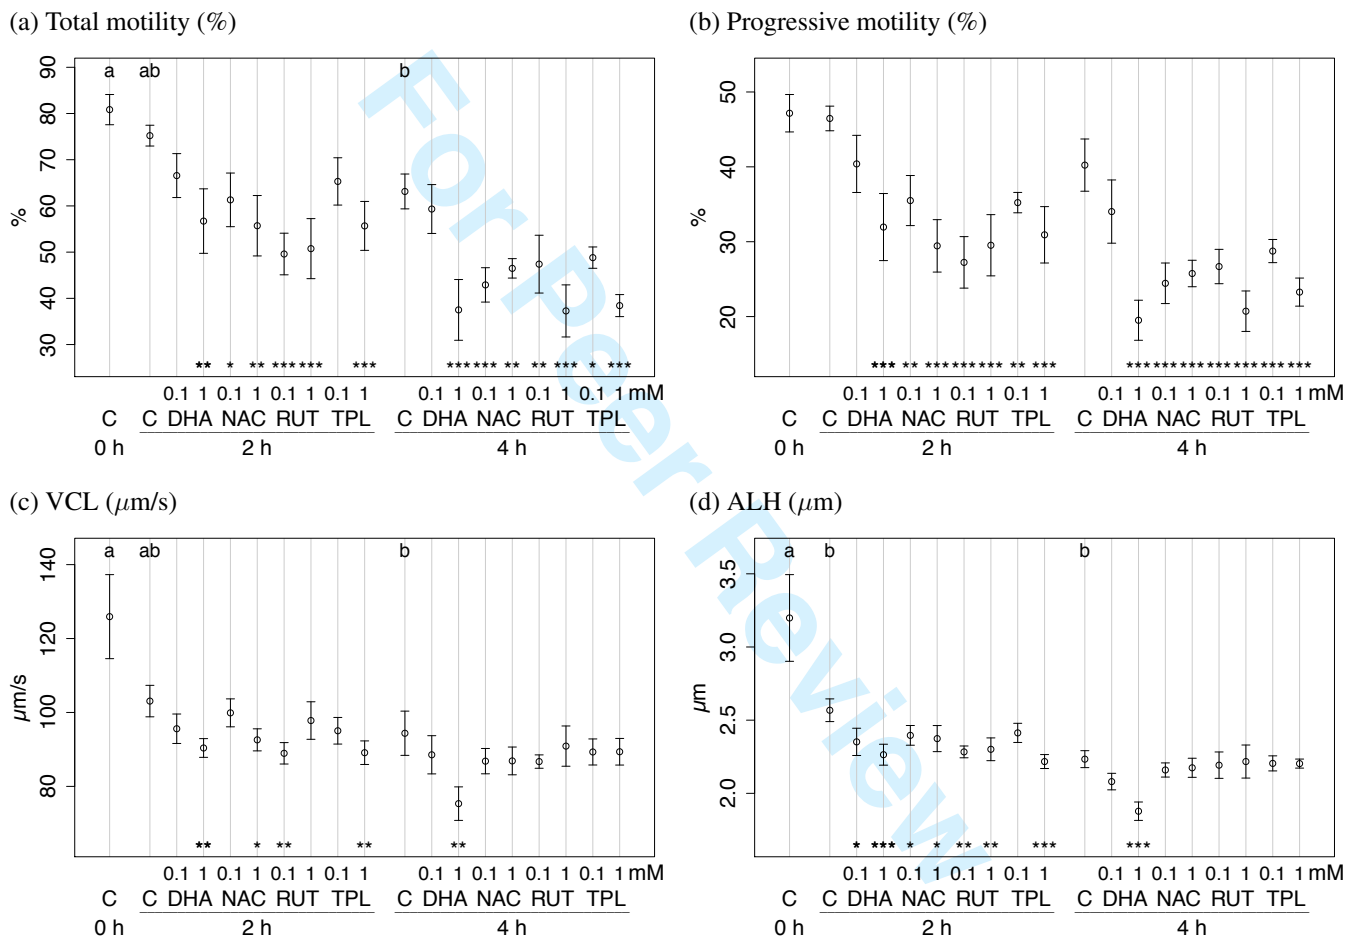 (a) Total motility (%)
(b) Progressive motility (%)
90
80
70
60
50
40
30
%
a
ab
b
** * ** *** *** *** *** *** ** ** *** * ***
0.1 1 0.1 1 0.1 1 0.1 1 0.1 1 0.1 1 0.1 1 0.1 1 mM
C C DHA NAC RUT TPL C DHA NAC RUT TPL
0 h 2 h 4 h
50
40
30
20
%
*** ** *** *** *** ** *** *** *** *** *** *** *** ***
0.1 1 0.1 1 0.1 1 0.1 1 0.1 1 0.1 1 0.1 1 0.1 1 mM
C C DHA NAC RUT TPL C DHA NAC RUT TPL
0 h 2 h 4 h
(c) VCL (μm/s)
(d) ALH (μm)
140
120
100
80
μm/s
a
ab
b
** * ** ** **
0.1 1 0.1 1 0.1 1 0.1 1 0.1 1 0.1 1 0.1 1 0.1 1 mM
C C DHA NAC RUT TPL C DHA NAC RUT TPL
0 h 2 h 4 h
3.5
3.0
2.5
2.0
μm
a
b
b
* *** * * ** ** *** ***
0.1 1 0.1 1 0.1 1 0.1 1 0.1 1 0.1 1 0.1 1 0.1 1 mM
C C DHA NAC RUT TPL C DHA NAC RUT TPL
0 h 2 h 4 h
For Peer Review